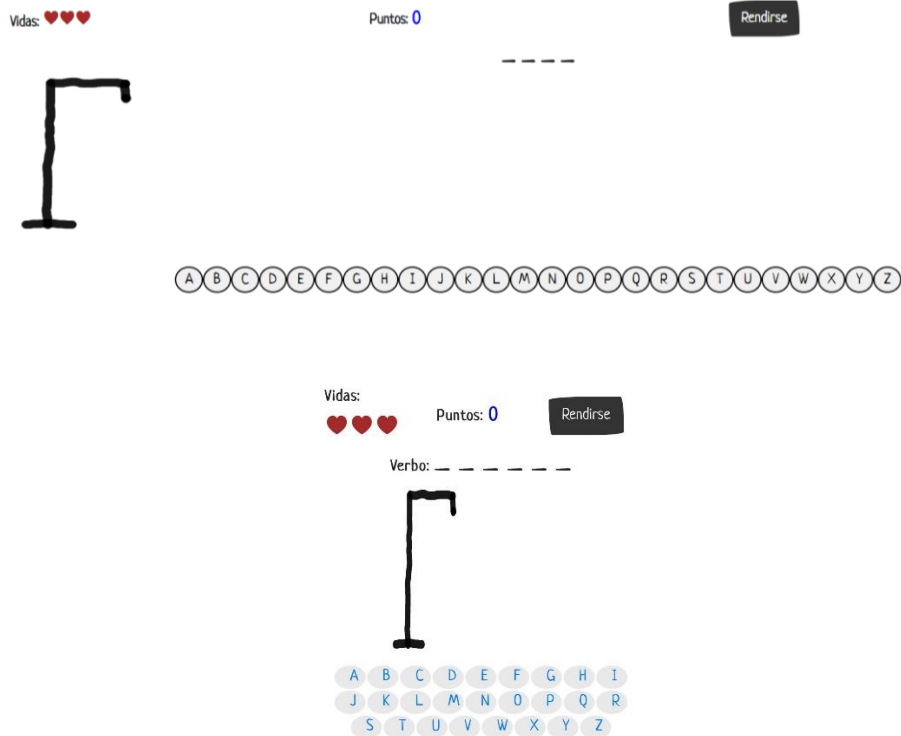 Vidas: Puntos: 0 Rendirse
_ _ _ _
A B C D E F G H I J K L M N O P Q R S T U V W X Y Z
Vidas:
Puntos: 0 Rendirse
Verbo: _ _ _ _ _ _
A B C D E F G H I
J K L M N O P Q R
S T U V W X Y Z